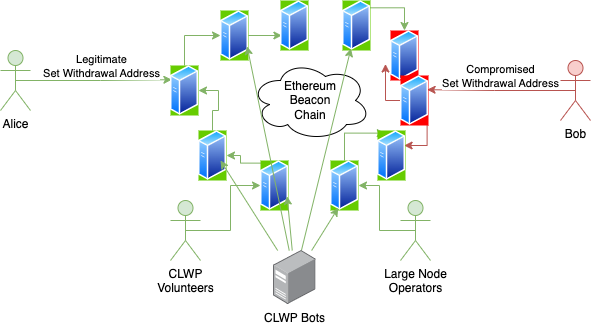 Legitimate
Set Withdrawal Address
Alice
Ethereum
Beacon
Chain
Compromised
Set Withdrawal Address
Bob
CLWP
Volunteers
CLWP Bots
Large Node
Operators